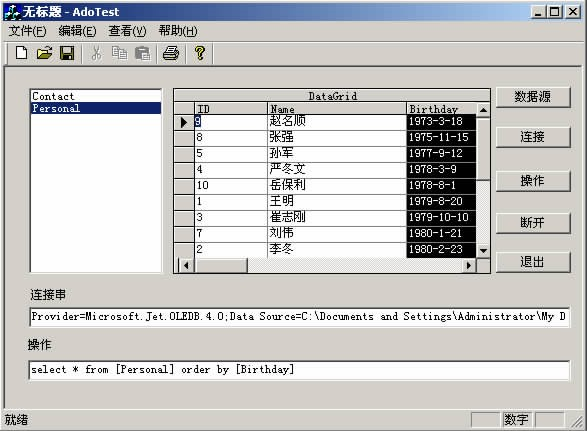 无标题 - AdoTest
文件(F) 编辑(E) 查看(V) 帮助(H)
Contact
Personal
DataGrid
ID Name Birthday
9 赵名顺 1973-3-18
8 张强 1975-11-15
5 孙军 1977-9-12
4 严冬文 1978-3-9
10 岳保利 1978-8-1
1 王明 1979-8-20
3 崔志刚 1979-10-10
7 刘伟 1980-1-21
2 李冬 1980-2-23
数据源
连接
操作
断开
退出
连接串
Provider=Microsoft.Jet.OLEDB.4.0;Data Source=C:\Documents and Settings\Administrator\My D
操作
select * from [Personal] order by [Birthday]
就绪 数字